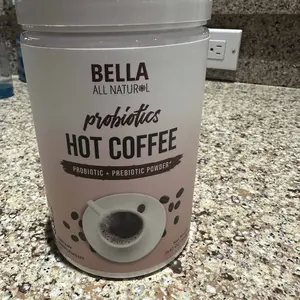 BELLA
ALL NATURAL
probiotics
HOT COFFEE
PROBIOTIC + PREBIOTIC POWDER*